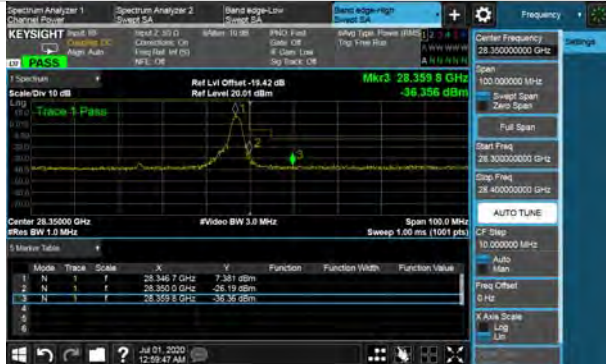 Spectrum Analyzer 1
Channel Power
Spectrum Analyzer 2
Swept SA
Band edge-Low
Swept SA
Band edge-High
Swept SA
Frequency
KEYSIGHT
Input: RF
Coupling: DC
Align: Auto
Input Z: 50 Ω
Corrections: On
Freq Ref: Int (S)
NFE: Off
#Atten: 10 dB
PNO: Fast
Gate: Off
IF Gain: Low
Sig Track: Off
#Avg Type: Power (RMS)
Trig: Free Run
PASS
1 Spectrum
Scale/Div 10 dB
Log
Ref Lvl Offset -19.42 dB
Ref Level 20.01 dBm
Mkr3 28.359 8 GHz
-36.356 dBm
Trace 1 Pass
1
2
3
Center 28.35000 GHz
#Res BW 1.0 MHz
#Video BW 3.0 MHz
Span 100.0 MHz
Sweep 1.00 ms (1001 pts)
5 Marker Table
Mode Trace Scale X Y Function Function Width Function Value
1 N 1 f 28.346 7 GHz 7.381 dBm
2 N 1 f 28.350 0 GHz -26.19 dBm
3 N 1 f 28.359 8 GHz -36.36 dBm
4
5
6
Center Frequency
28.350000000 GHz
Settings
Span
100.000000 MHz
Swept Span
Zero Span
Full Span
Start Freq
28.300000000 GHz
Stop Freq
28.400000000 GHz
AUTO TUNE
CF Step
10.000000 MHz
Auto
Man
Freq Offset
0 Hz
X Axis Scale
Log
Lin
?
Jul 01, 2020
12:59:47 AM